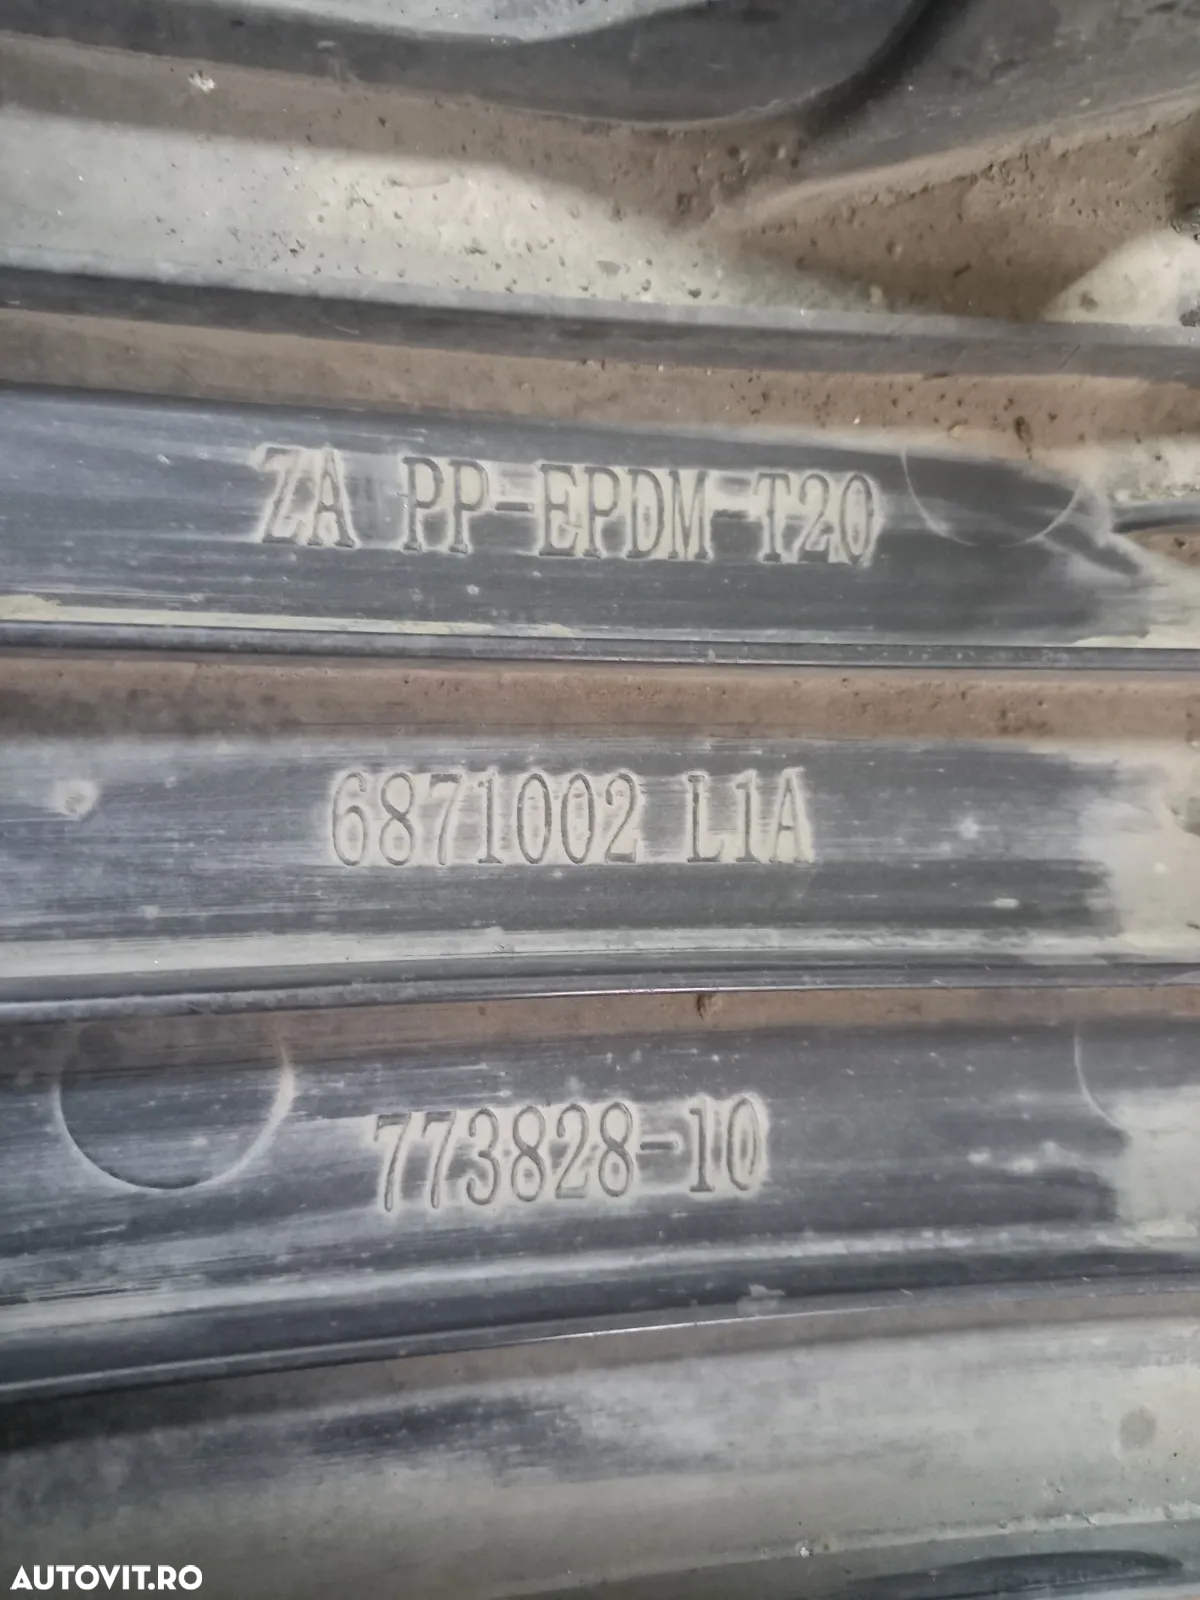 ZA PP-EPDM-T20
6871002 L1A
773828-10
AUTOVIT.RO